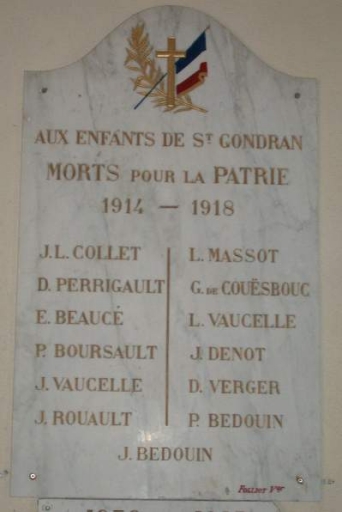 AUX ENFANTS DE ST GONDRAN
MORTS POUR LA PATRIE
1914 — 1918
J.L. COLLET
D. PERRIGAULT
E. BEAUCÉ
P. BOURSAULT
J. VAUCELLE
J. ROUAULT
L. MASSOT
G. DE COUËSBOUC
L. VAUCELLE
J. DENOT
D. VERGER
P. BEDOUIN
J. BEDOUIN